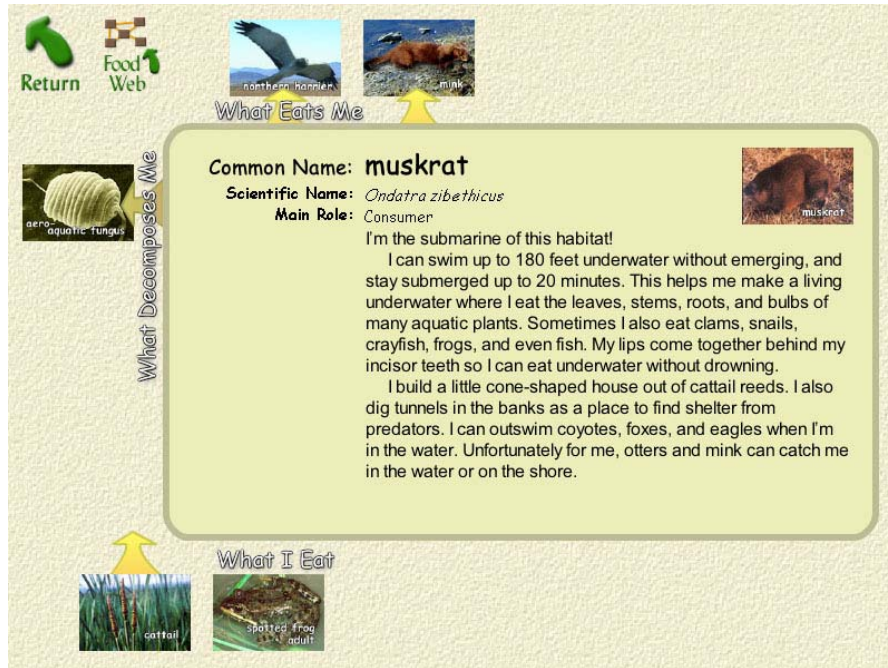 Return
Food
Web
northern harrier
mink
What Eats Me
What Decomposes Me
aero-
aquatic fungus
Common Name: muskrat
Scientific Name: Ondatra zibethicus
Main Role: Consumer
muskrat
I'm the submarine of this habitat!
I can swim up to 180 feet underwater without emerging, and
stay submerged up to 20 minutes. This helps me make a living
underwater where I eat the leaves, stems, roots, and bulbs of
many aquatic plants. Sometimes I also eat clams, snails,
crayfish, frogs, and even fish. My lips come together behind my
incisor teeth so I can eat underwater without drowning.
I build a little cone-shaped house out of cattail reeds. I also
dig tunnels in the banks as a place to find shelter from
predators. I can outswim coyotes, foxes, and eagles when I'm
in the water. Unfortunately for me, otters and mink can catch me
in the water or on the shore.
What I Eat
cattail
spotted frog
adult